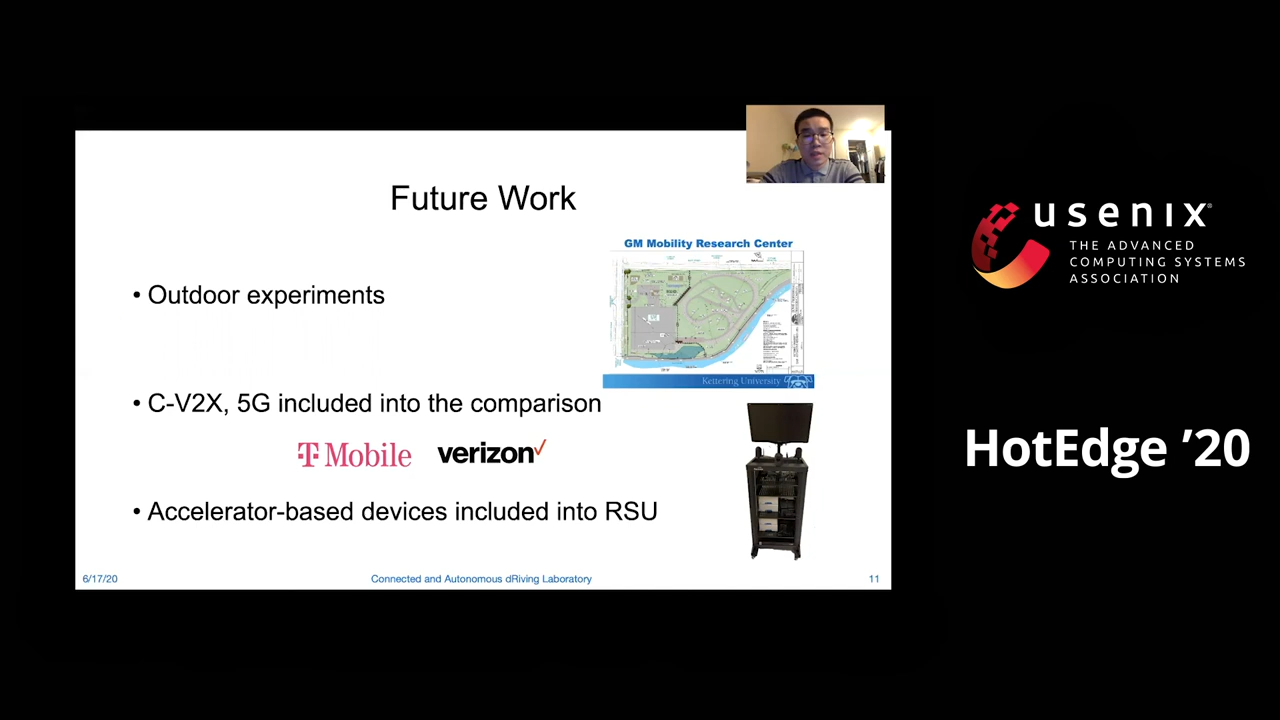 Future Work
GM Mobility Research Center
• Outdoor experiments
Kettering University
• C-V2X, 5G included into the comparison
T Mobile verizon✓
• Accelerator-based devices included into RSU
6/17/20 Connected and Autonomous dRiving Laboratory 11
usenix®
THE ADVANCED
COMPUTING SYSTEMS
ASSOCIATION
HotEdge ’20